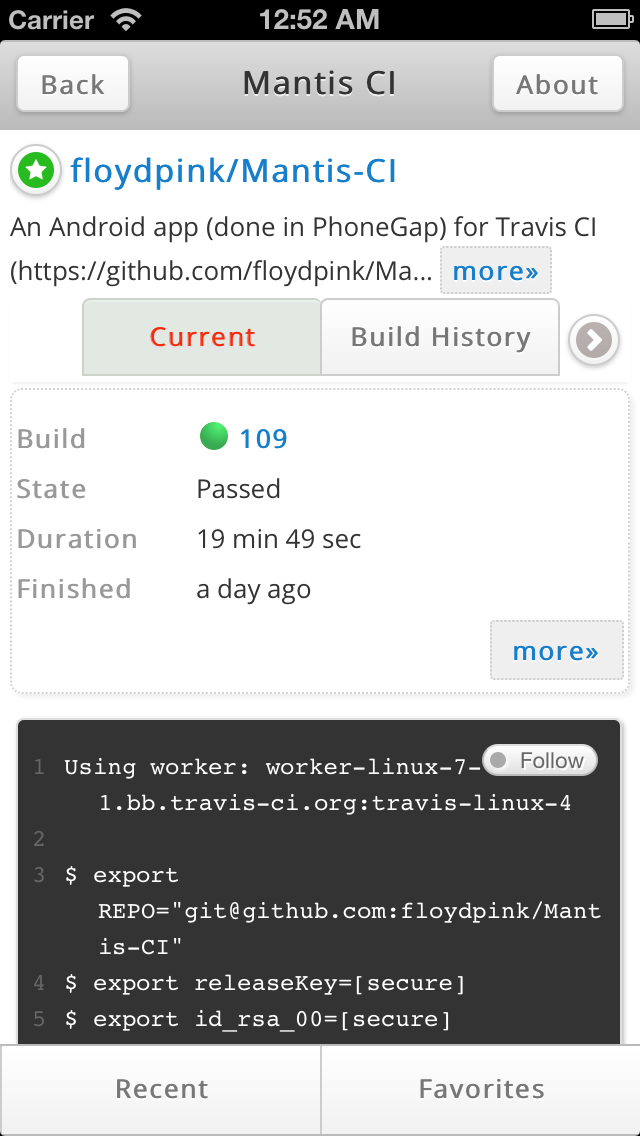 Carrier 12:52 AM
Back Mantis CI About
floydpink/Mantis-CI
An Android app (done in PhoneGap) for Travis CI
(https://github.com/floydpink/Ma... more»
Current Build History
Build 109
State Passed
Duration 19 min 49 sec
Finished a day ago
more»
1 Using worker: worker-linux-7- Follow
1.bb.travis-ci.org:travis-linux-4
2
3 $ export
REPO="git@github.com:floydpink/Mant
is-CI"
4 $ export releaseKey=[secure]
5 $ export id_rsa_00=[secure]
Recent Favorites